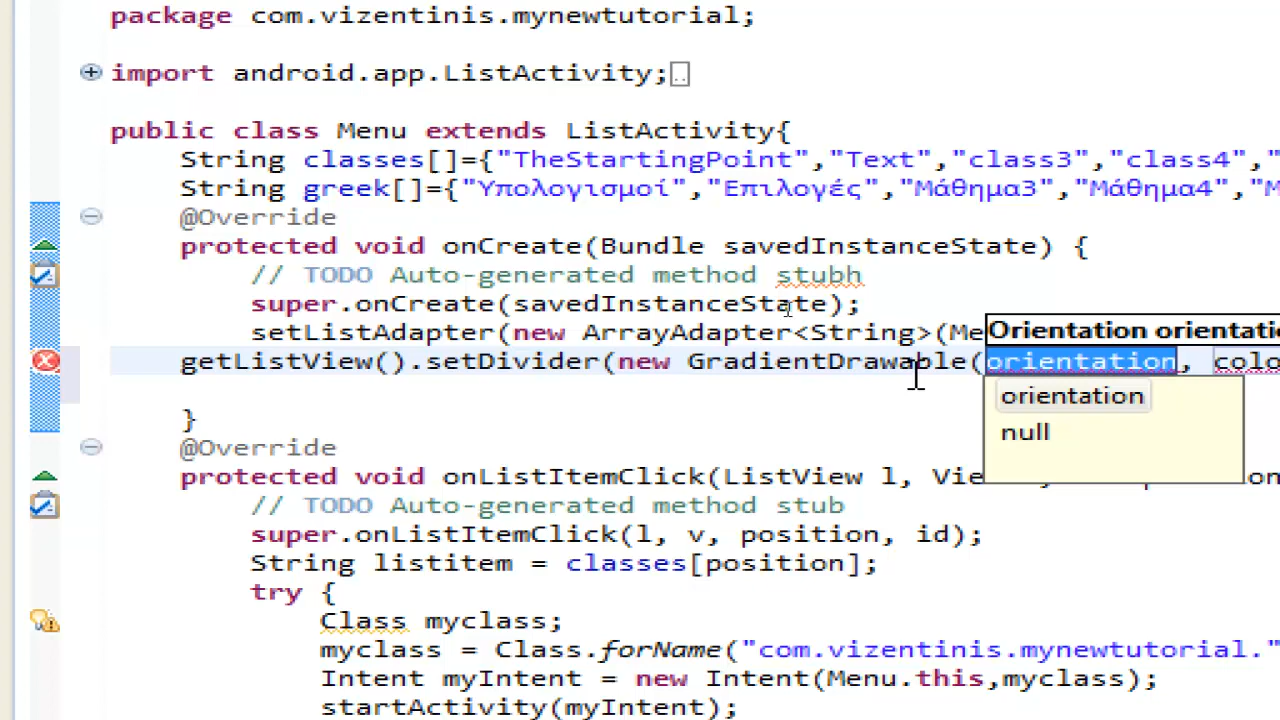 package com.vizentinis.mynewtutorial;
import android.app.ListActivity;
public class Menu extends ListActivity{
String classes[]={"TheStartingPoint","Text","class3","class4","
String greek[]={"Υπολογισμοί","Επιλογές","Μάθημα3","Μάθημα4","Μ
@Override
protected void onCreate(Bundle savedInstanceState) {
// TODO Auto-generated method stubh
super.onCreate(savedInstanceState);
setListAdapter(new ArrayAdapter<String>(Me
Orientation orientatio
getListView().setDivider(new GradientDrawable(orientation, colo
orientation
null
}
@Override
protected void onListItemClick(ListView l, Vie
on
// TODO Auto-generated method stub
super.onListItemClick(l, v, position, id);
String listitem = classes[position];
try {
Class myclass;
myclass = Class.forName("com.vizentinis.mynewtutorial."
Intent myIntent = new Intent(Menu.this,myclass);
startActivity(myIntent);